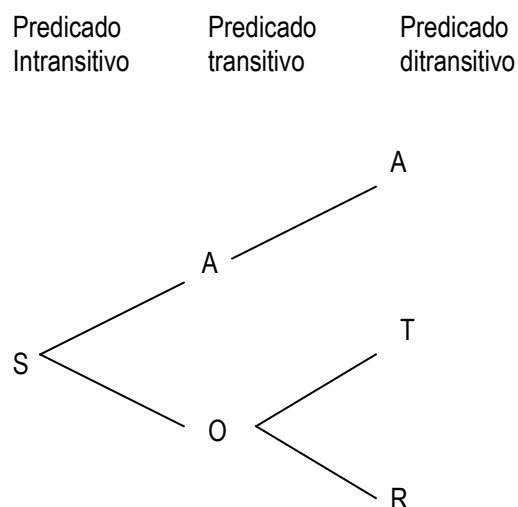 Predicado Intransitivo
Predicado transitivo
Predicado ditransitivo
A
A
T
S
O
R